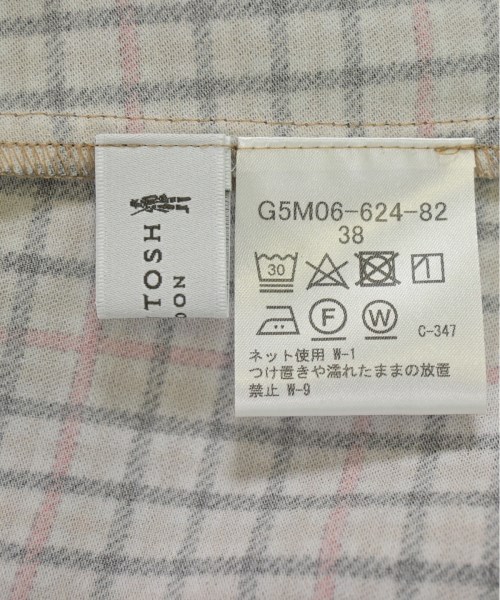 TOSH
DON
G5M06-624-82
38
30
F
W
C-347
ネット使用 W-1
つけ置きや濡れたままの放置
禁止 W-9